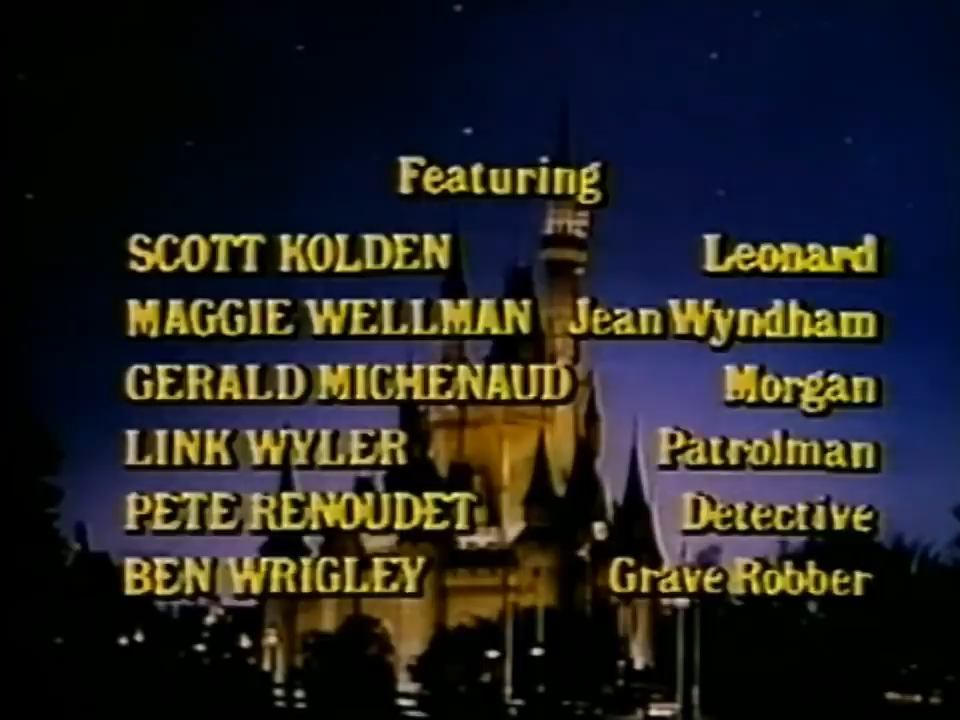 Featuring
SCOTT KOLDEN Leonard
MAGGIE WELLMAN Jean Wyndham
GERALD MICHENAUD Morgan
LINK WYLER Patrolman
PETE RENOUDET Detective
BEN WRIGLEY Grave Robber